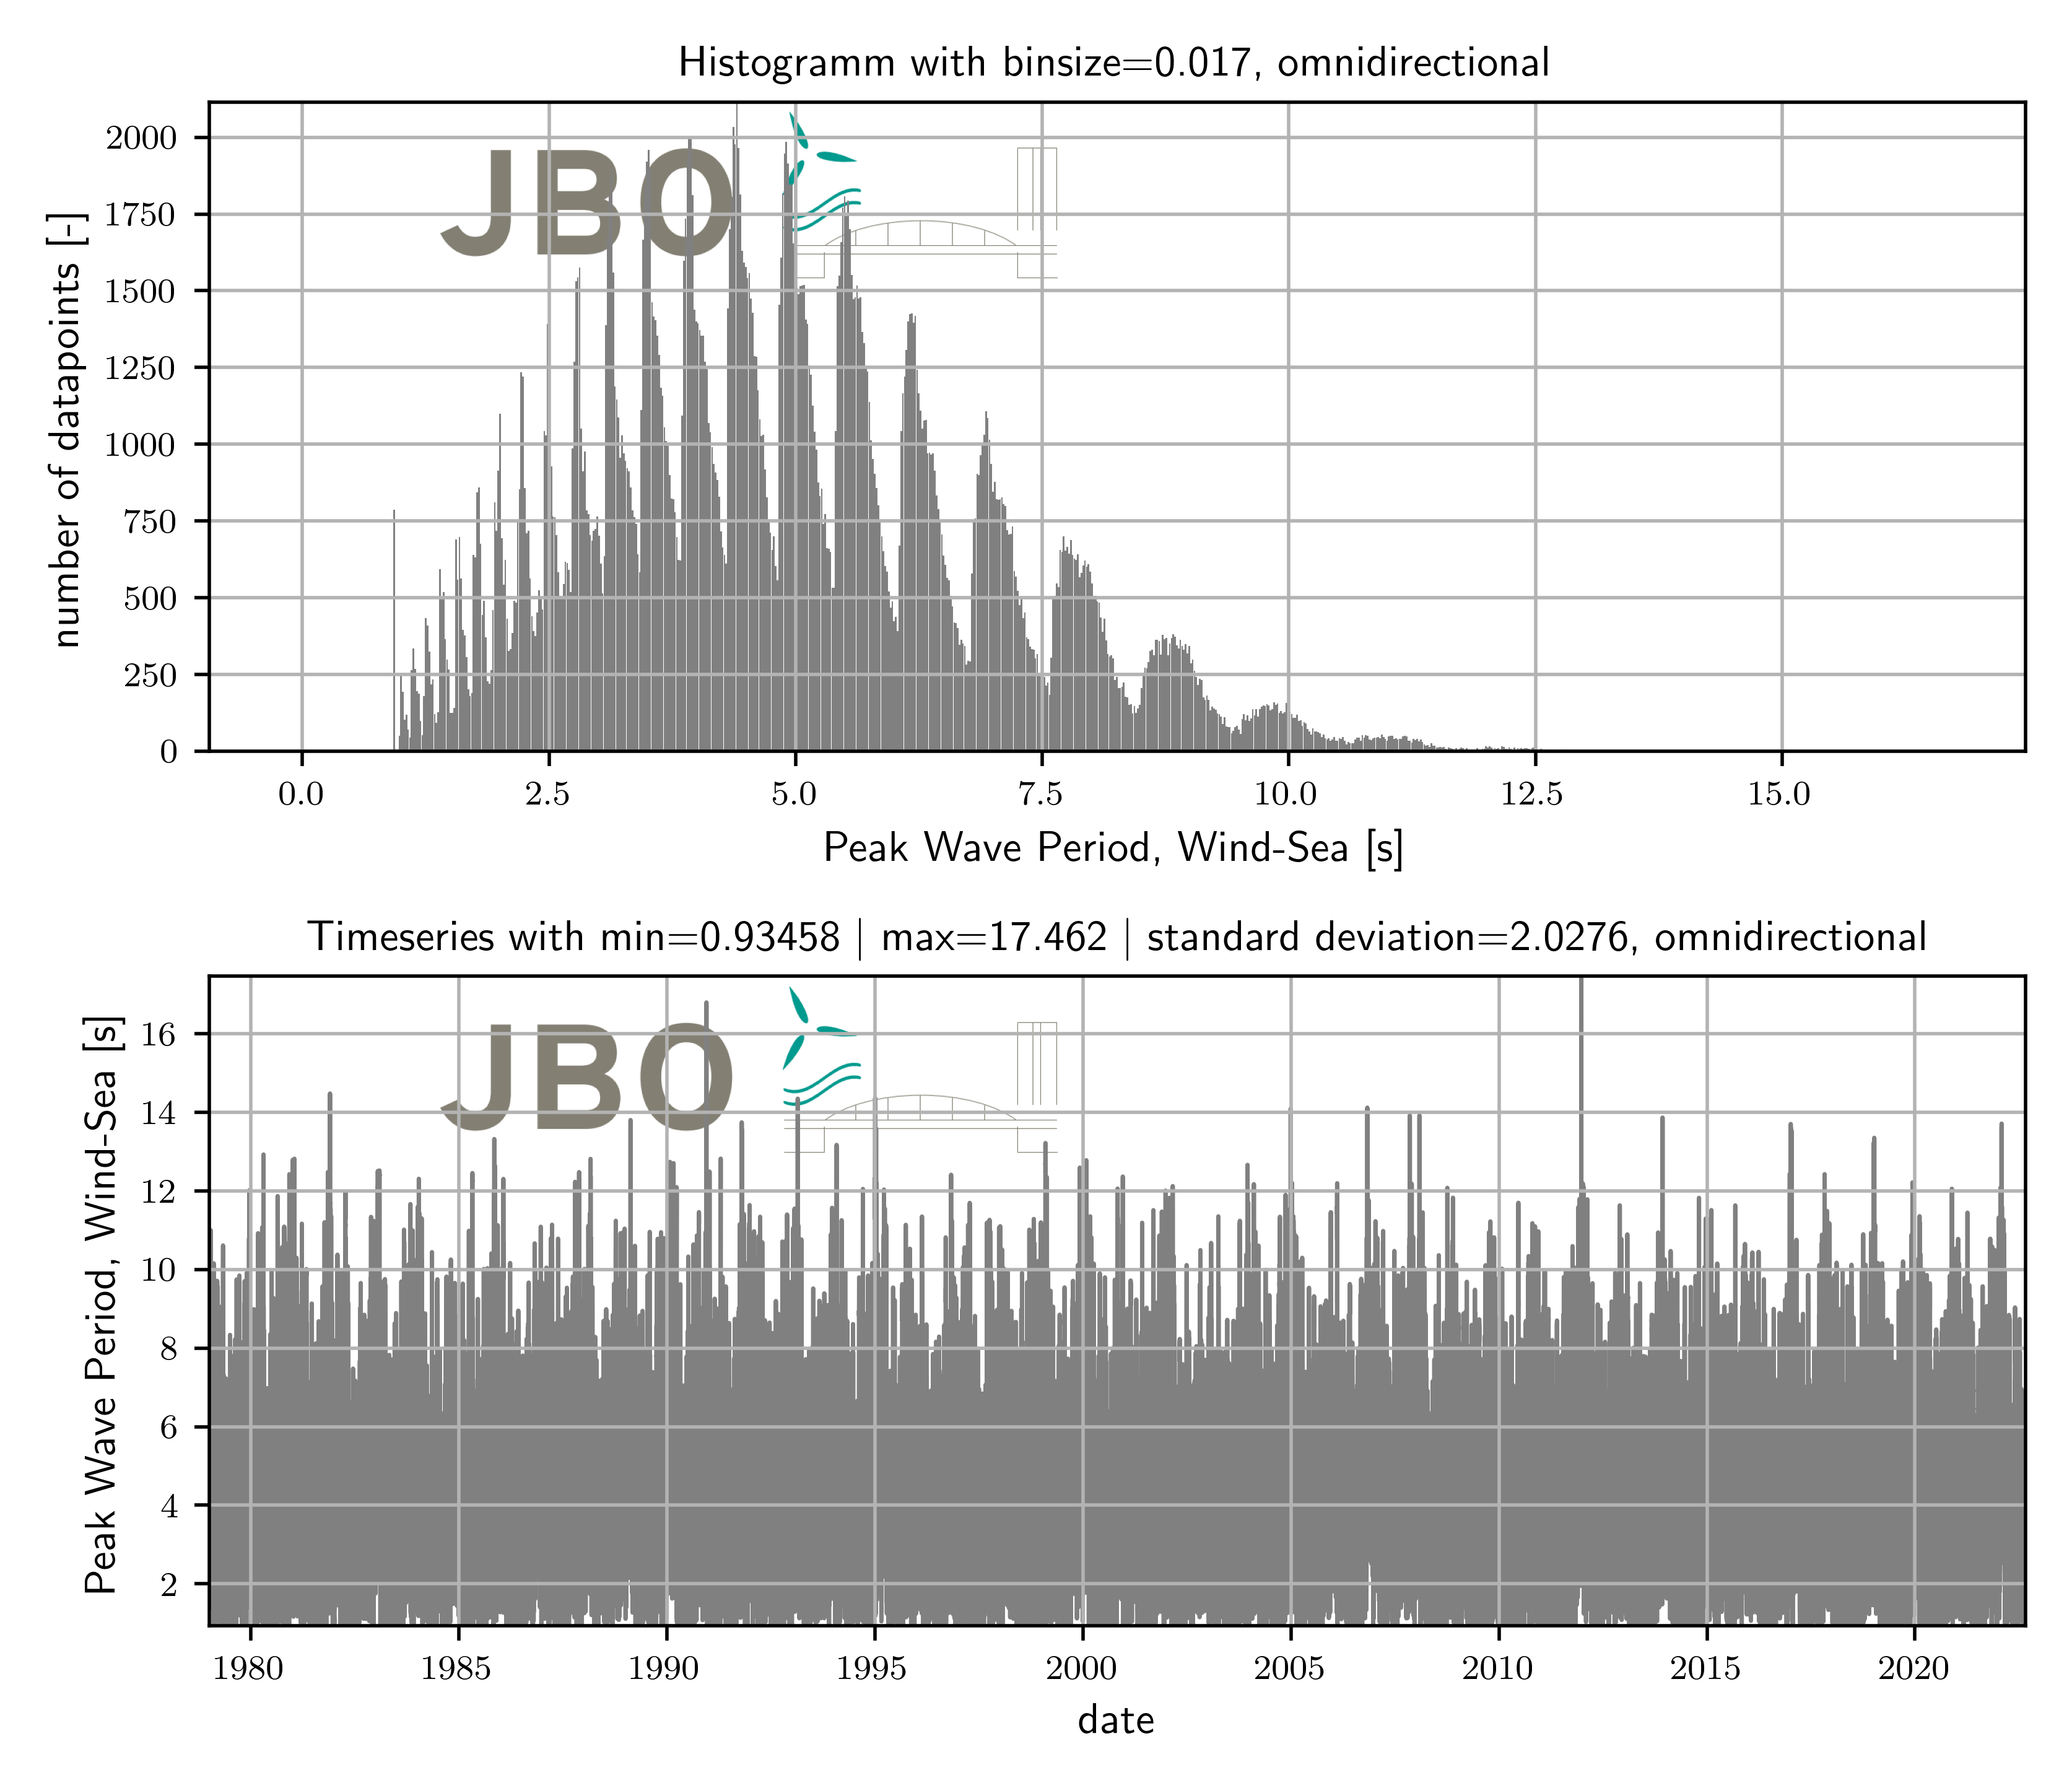 Histogramm with binsize=0.017, omnidirectional
number of datapoints [-]
2000
1750
1500
1250
1000
750
500
250
0
JBO
0.0 2.5 5.0 7.5 10.0 12.5 15.0
Peak Wave Period, Wind-Sea [s]
Timeseries with min=0.93458 | max=17.462 | standard deviation=2.0276, omnidirectional
Peak Wave Period, Wind-Sea [s]
16
14
12
10
8
6
4
2
JBO
1980 1985 1990 1995 2000 2005 2010 2015 2020
date